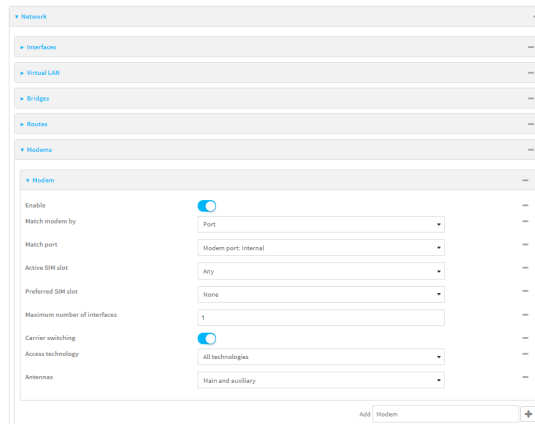 Network
Interfaces
Virtual LAN
Bridges
Routes
Modems
Modem
Enable
Match modem by Port
Match port Modem port: Internal
Active SIM slot Any
Preferred SIM slot None
Maximum number of interfaces 1
Carrier switching
Access technology All technologies
Antennas Main and auxiliary
Add Modem